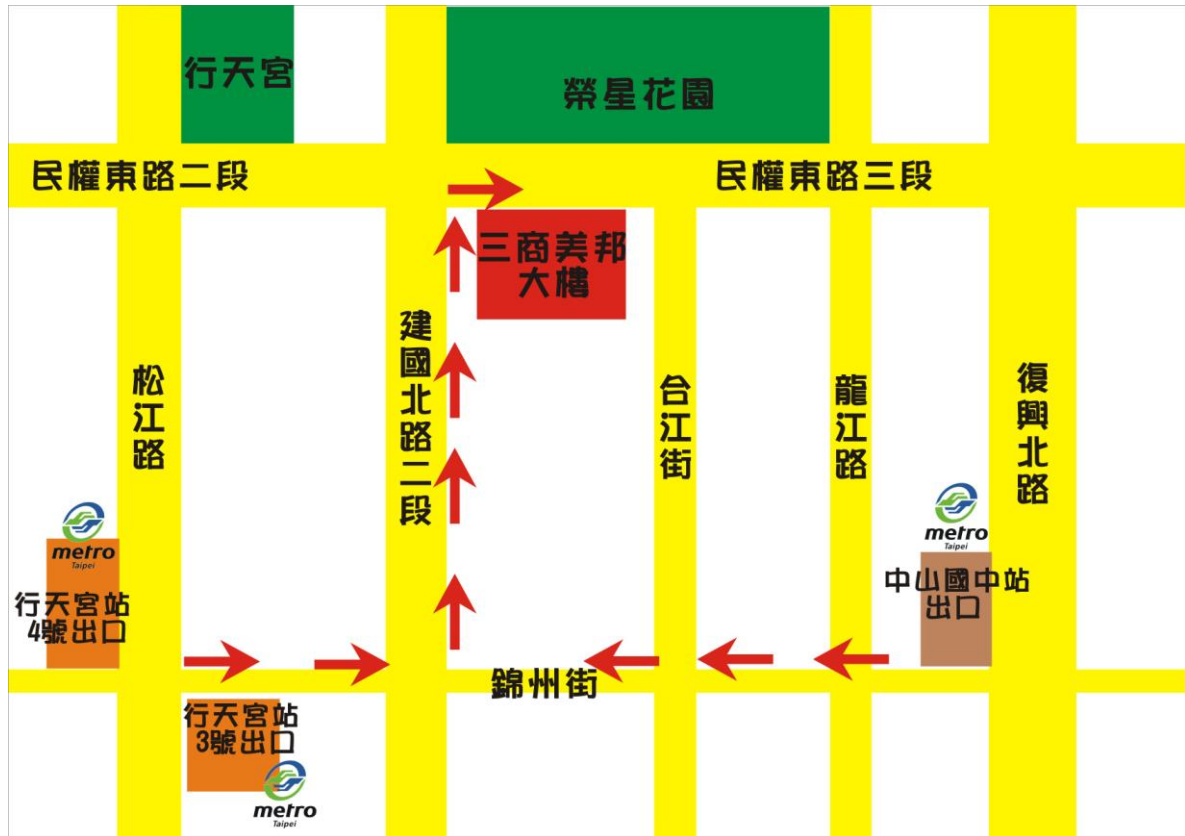 行天宮
榮星花園
民權東路二段
民權東路三段
三商美邦
大樓
松江路
建國北路二段
合江街
龍江路
復興北路
metro
Taipei
行天宮站
4號出口
metro
Taipei
中山國中站
出口
錦州街
行天宮站
3號出口
metro
Taipei